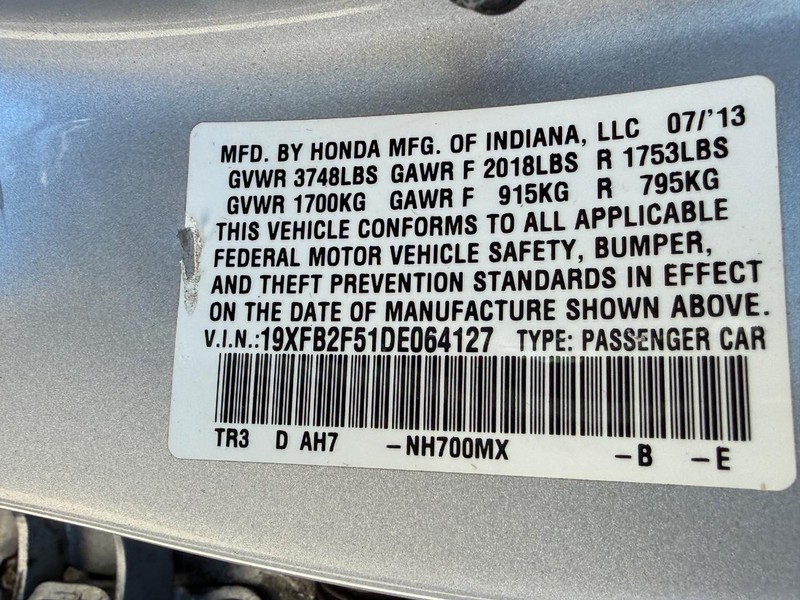 MFD. BY HONDA MFG. OF INDIANA, LLC 07/'13
GVWR 3748LBS GAWR F 2018LBS R 1753LBS
GVWR 1700KG GAWR F 915KG R 795KG
THIS VEHICLE CONFORMS TO ALL APPLICABLE
FEDERAL MOTOR VEHICLE SAFETY, BUMPER,
AND THEFT PREVENTION STANDARDS IN EFFECT
ON THE DATE OF MANUFACTURE SHOWN ABOVE.
V.I.N.:19XFB2F51DE064127 TYPE: PASSENGER CAR
TR3 D AH7 -NH700MX -B -E